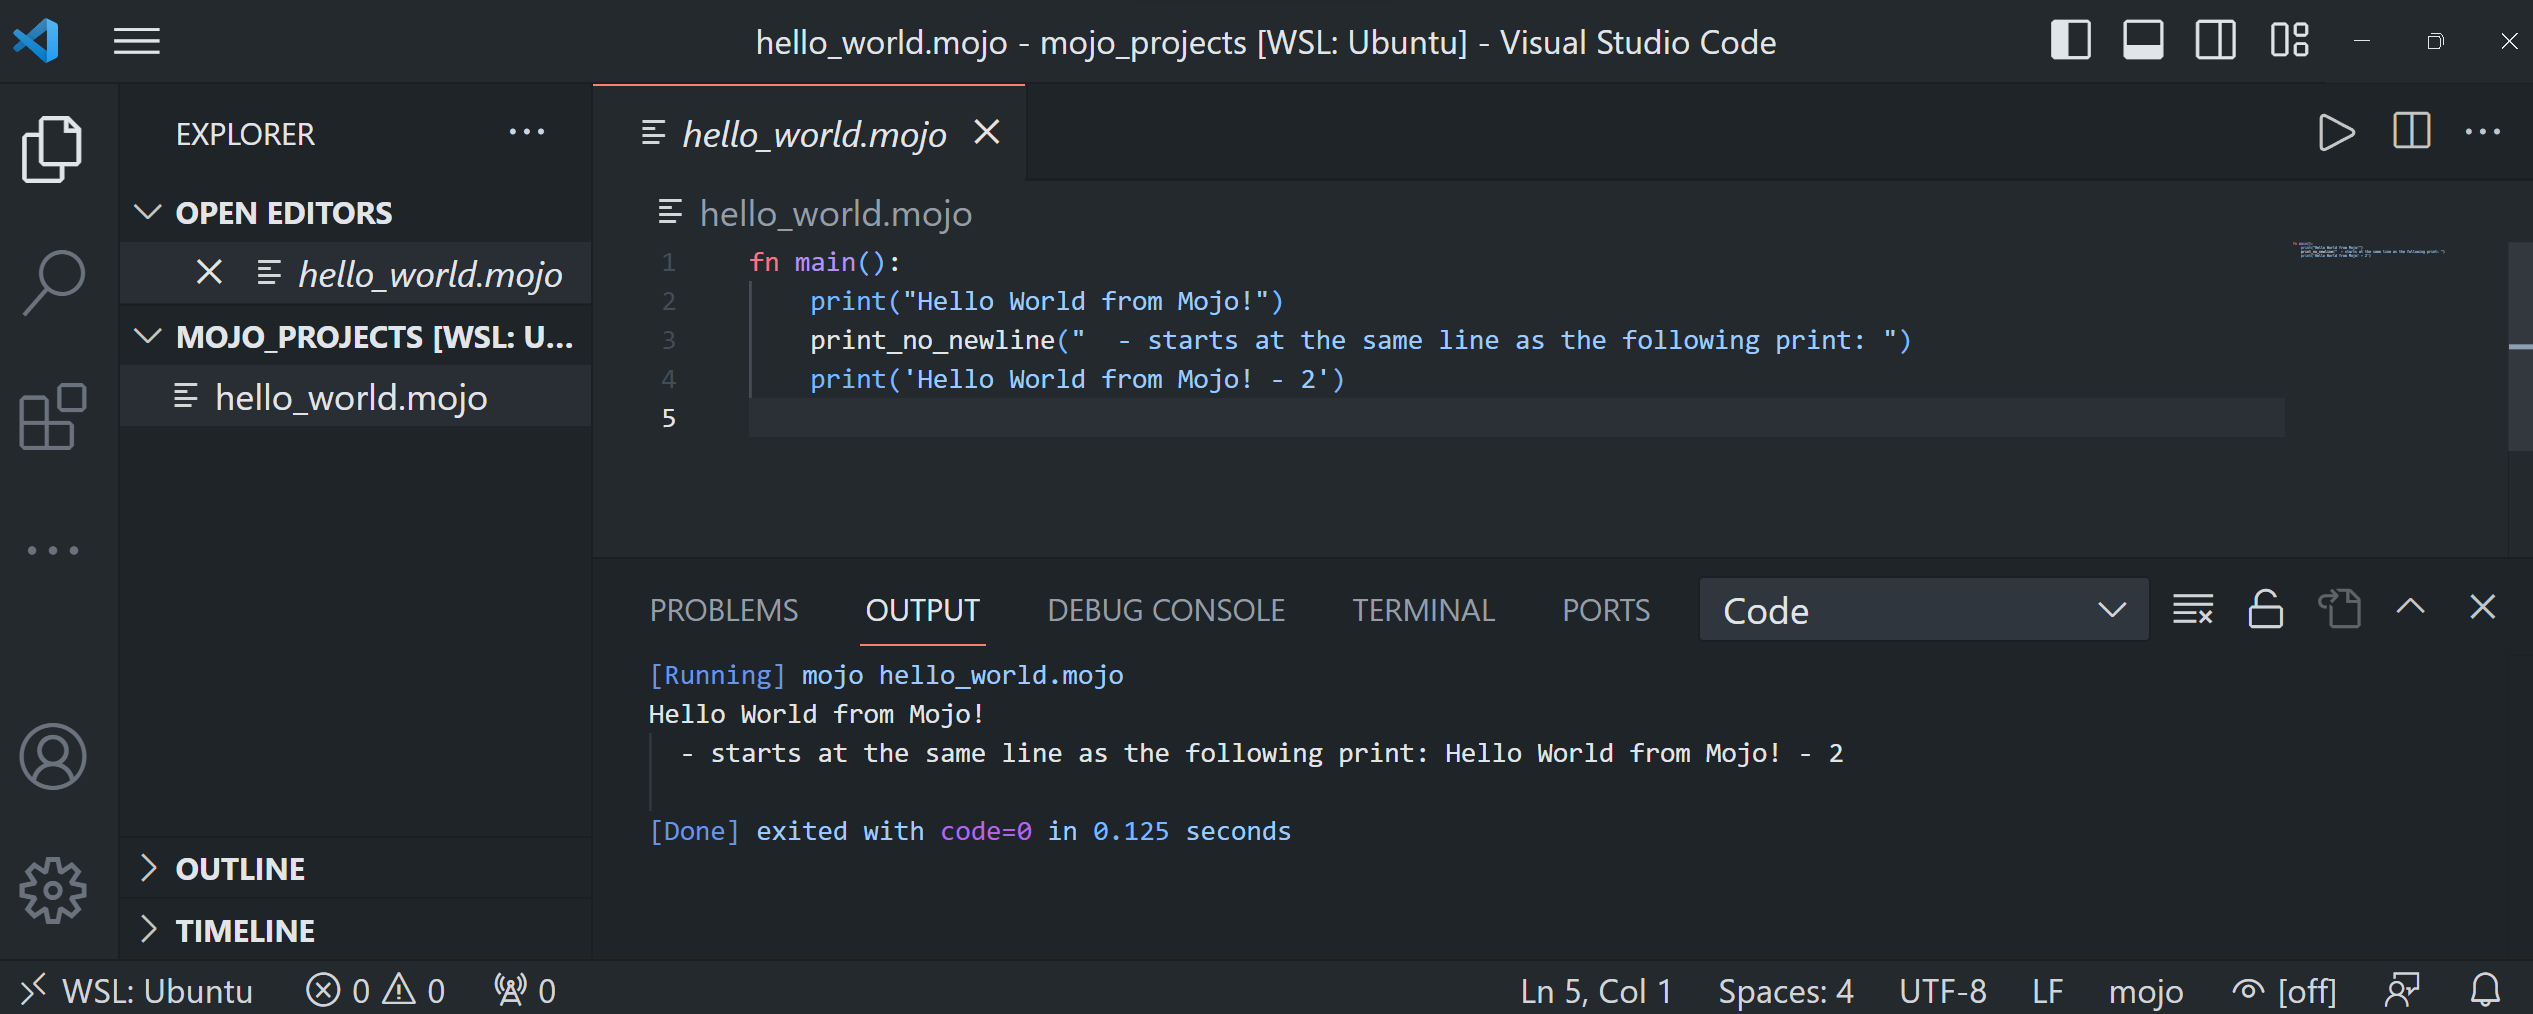 hello_world.mojo - mojo_projects [WSL: Ubuntu] - Visual Studio Code
EXPLORER
OPEN EDITORS
hello_world.mojo
MOJO_PROJECTS [WSL: U...
hello_world.mojo
OUTLINE
TIMELINE
hello_world.mojo
hello_world.mojo
1 fn main():
2     print("Hello World from Mojo!")
3     print_no_newline("  - starts at the same line as the following print: ")
4     print('Hello World from Mojo! - 2')
5
PROBLEMS OUTPUT DEBUG CONSOLE TERMINAL PORTS Code
[Running] mojo hello_world.mojo
Hello World from Mojo!
  - starts at the same line as the following print: Hello World from Mojo! - 2
[Done] exited with code=0 in 0.125 seconds
WSL: Ubuntu 0 0 0 Ln 5, Col 1 Spaces: 4 UTF-8 LF mojo [off]